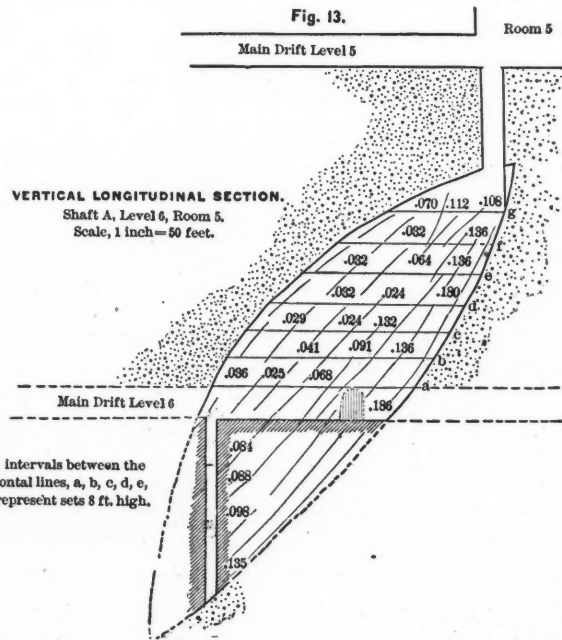 Fig. 13.
Room 5
Main Drift Level 5
VERTICAL LONGITUDINAL SECTION.
Shaft A, Level 6, Room 5.
Scale, 1 inch=50 feet.
.070 .112 .108
g
.032 .136
f
.032 .064 .136
e
.032 .024 .180
d
.029 .024 .132
c
.041 .091 .136
b
.036 .025 .068
a
Main Drift Level 6
.136
intervals between the
ontal lines, a, b, c, d, e,
represent sets 8 ft. high.
.084
.088
.098
.135